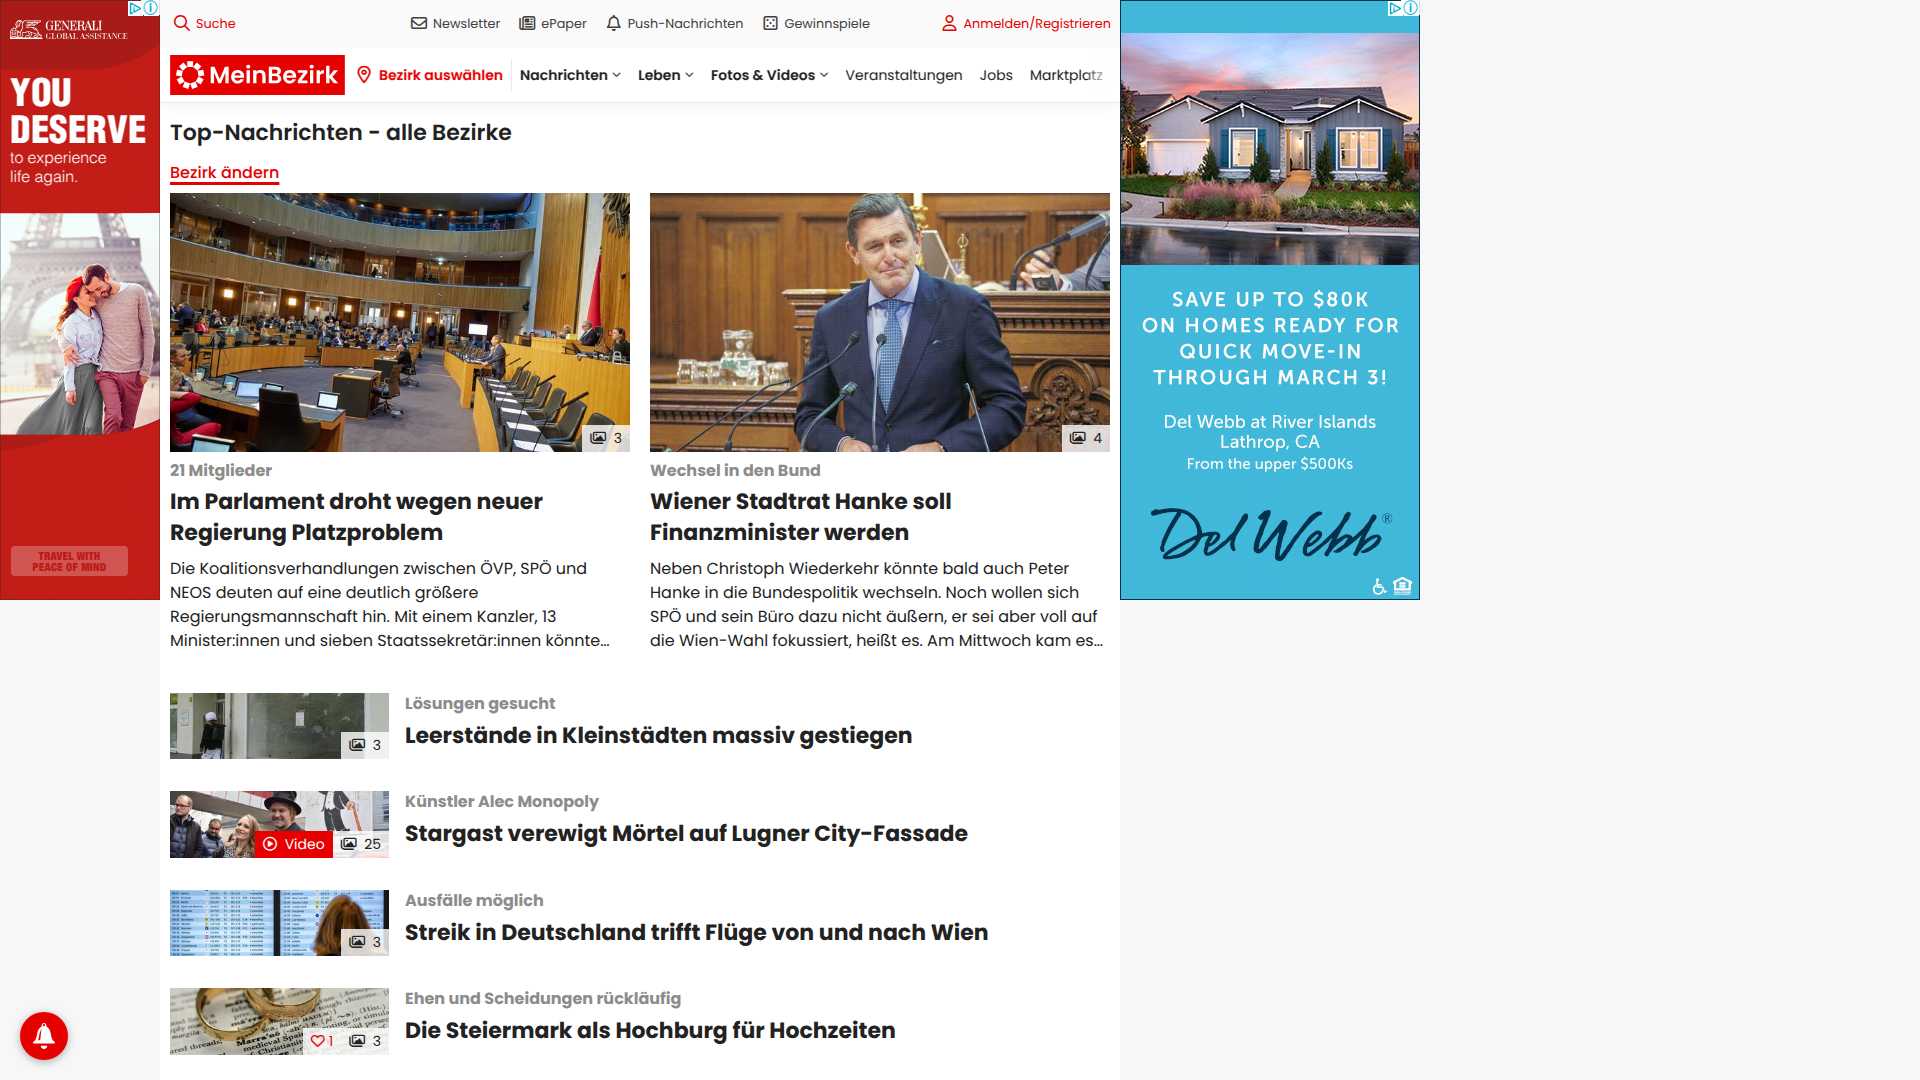 GENERALI
GLOBAL ASSISTANCE
YOU
DESERVE
to experience
life again.
TRAVEL WITH
PEACE OF MIND
Suche
Newsletter
ePaper
Push-Nachrichten
Gewinnspiele
Anmelden/Registrieren
MeinBezirk
Bezirk auswählen
Nachrichten
Leben
Fotos & Videos
Veranstaltungen
Jobs
Marktplatz
Top-Nachrichten - alle Bezirke
Bezirk ändern
3
21 Mitglieder
Im Parlament droht wegen neuer
Regierung Platzproblem
Die Koalitionsverhandlungen zwischen ÖVP, SPÖ und
NEOS deuten auf eine deutlich größere
Regierungsmannschaft hin. Mit einem Kanzler, 13
Minister:innen und sieben Staatssekretär:innen könnte...
4
Wechsel in den Bund
Wiener Stadtrat Hanke soll
Finanzminister werden
Neben Christoph Wiederkehr könnte bald auch Peter
Hanke in die Bundespolitik wechseln. Noch wollen sich
SPÖ und sein Büro dazu nicht äußern, er sei aber voll auf
die Wien-Wahl fokussiert, heißt es. Am Mittwoch kam es...
3
Lösungen gesucht
Leerstände in Kleinstädten massiv gestiegen
Video
25
Künstler Alec Monopoly
Stargast verewigt Mörtel auf Lugner City-Fassade
3
Ausfälle möglich
Streik in Deutschland trifft Flüge von und nach Wien
1
3
Ehen und Scheidungen rückläufig
Die Steiermark als Hochburg für Hochzeiten
SAVE UP TO $80K
ON HOMES READY FOR
QUICK MOVE-IN
THROUGH MARCH 3!
Del Webb at River Islands
Lathrop, CA
From the upper $500Ks
Del Webb®